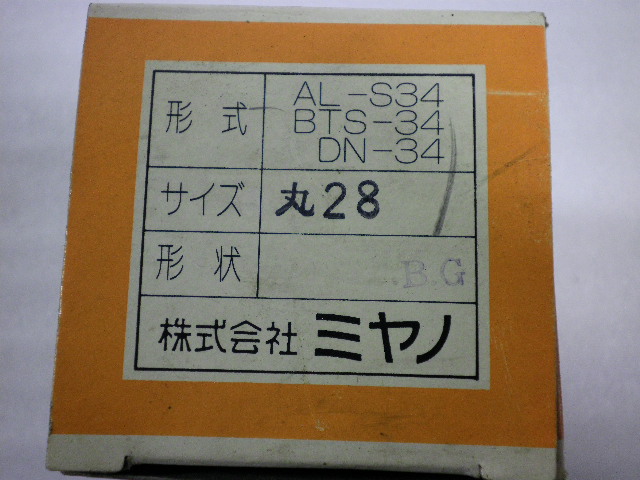 形式 AL-S34
BTS-34
DN-34
サイズ 丸28
形状 B.G
株式会社 ミヤノ